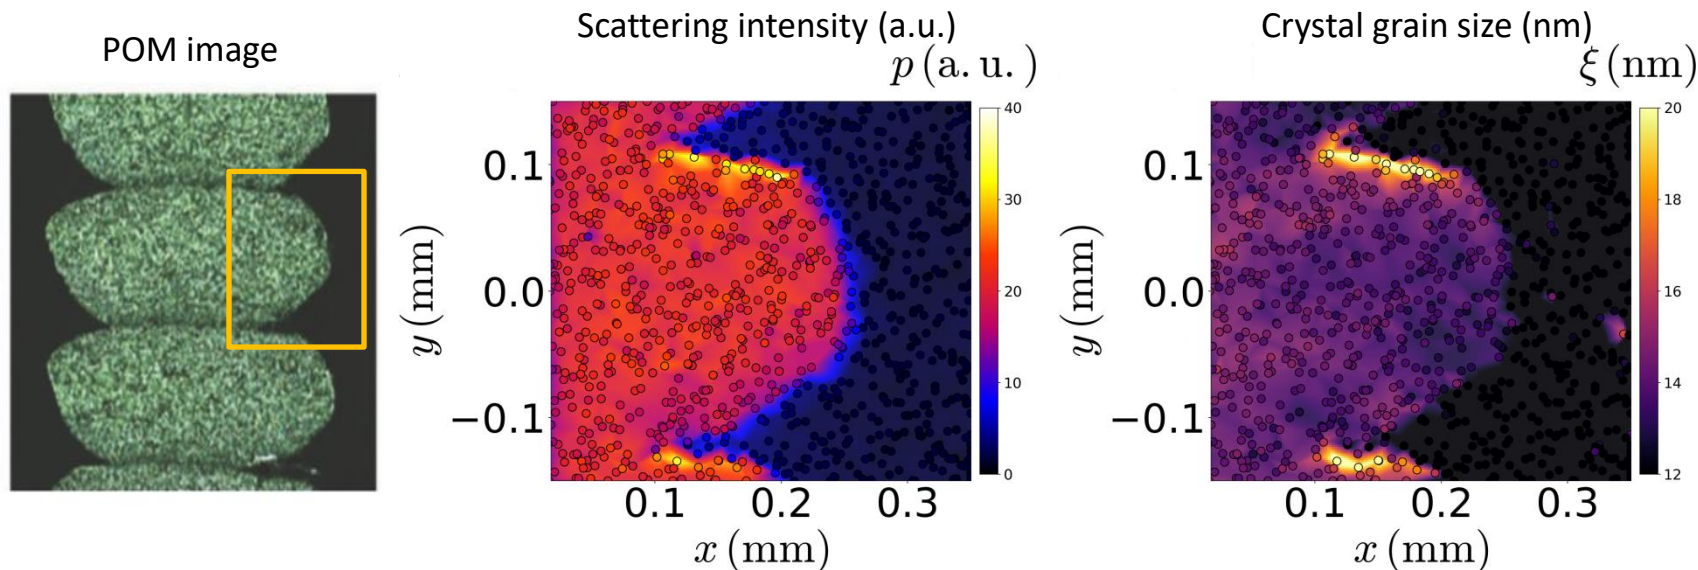 POM image
Scattering intensity (a.u.)
p (a. u. )
40
30
20
10
0
0.1
0.0
−0.1
y (mm)
0.1
0.2
0.3
x (mm)
Crystal grain size (nm)
ξ (nm)
20
18
16
14
12
0.1
0.0
−0.1
y (mm)
0.1
0.2
0.3
x (mm)